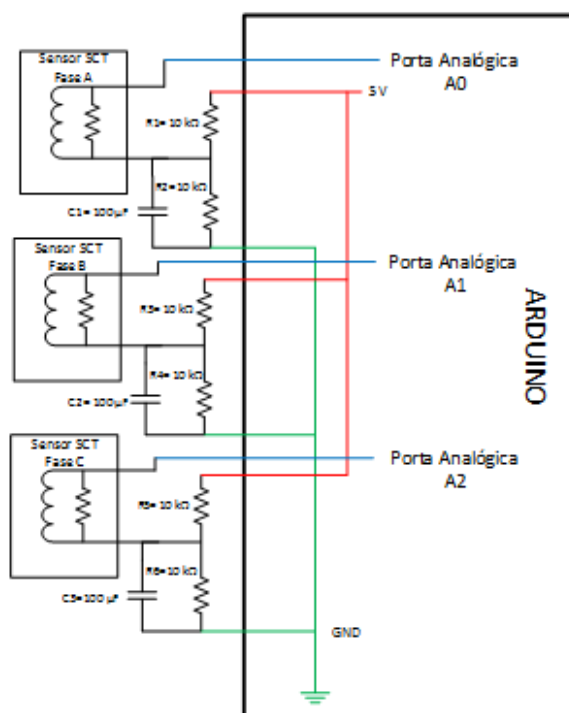 Sensor SCT
Fase A
Porta Analógica
A0
5V
R1=10 kΩ
R2=10 kΩ
C1=100µF
Sensor SCT
Fase B
Porta Analógica
A1
R3=10 kΩ
R4=10 kΩ
C2=100µF
ARDUINO
Sensor SCT
Fase C
Porta Analógica
A2
R5=10 kΩ
R6=10 kΩ
C3=100 µF
GND